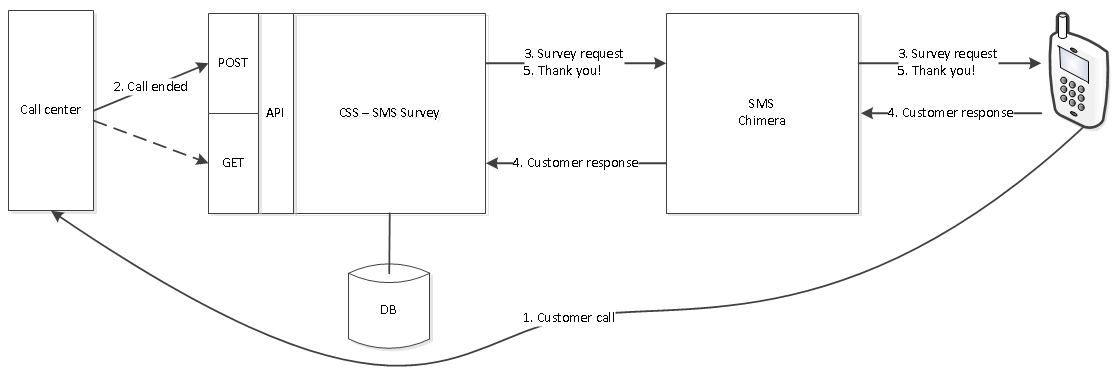 Call center
2. Call ended
POST
GET
API
CSS – SMS Survey
3. Survey request
5. Thank you!
4. Customer response
SMS
Chimera
3. Survey request
5. Thank you!
4. Customer response
DB
1. Customer call